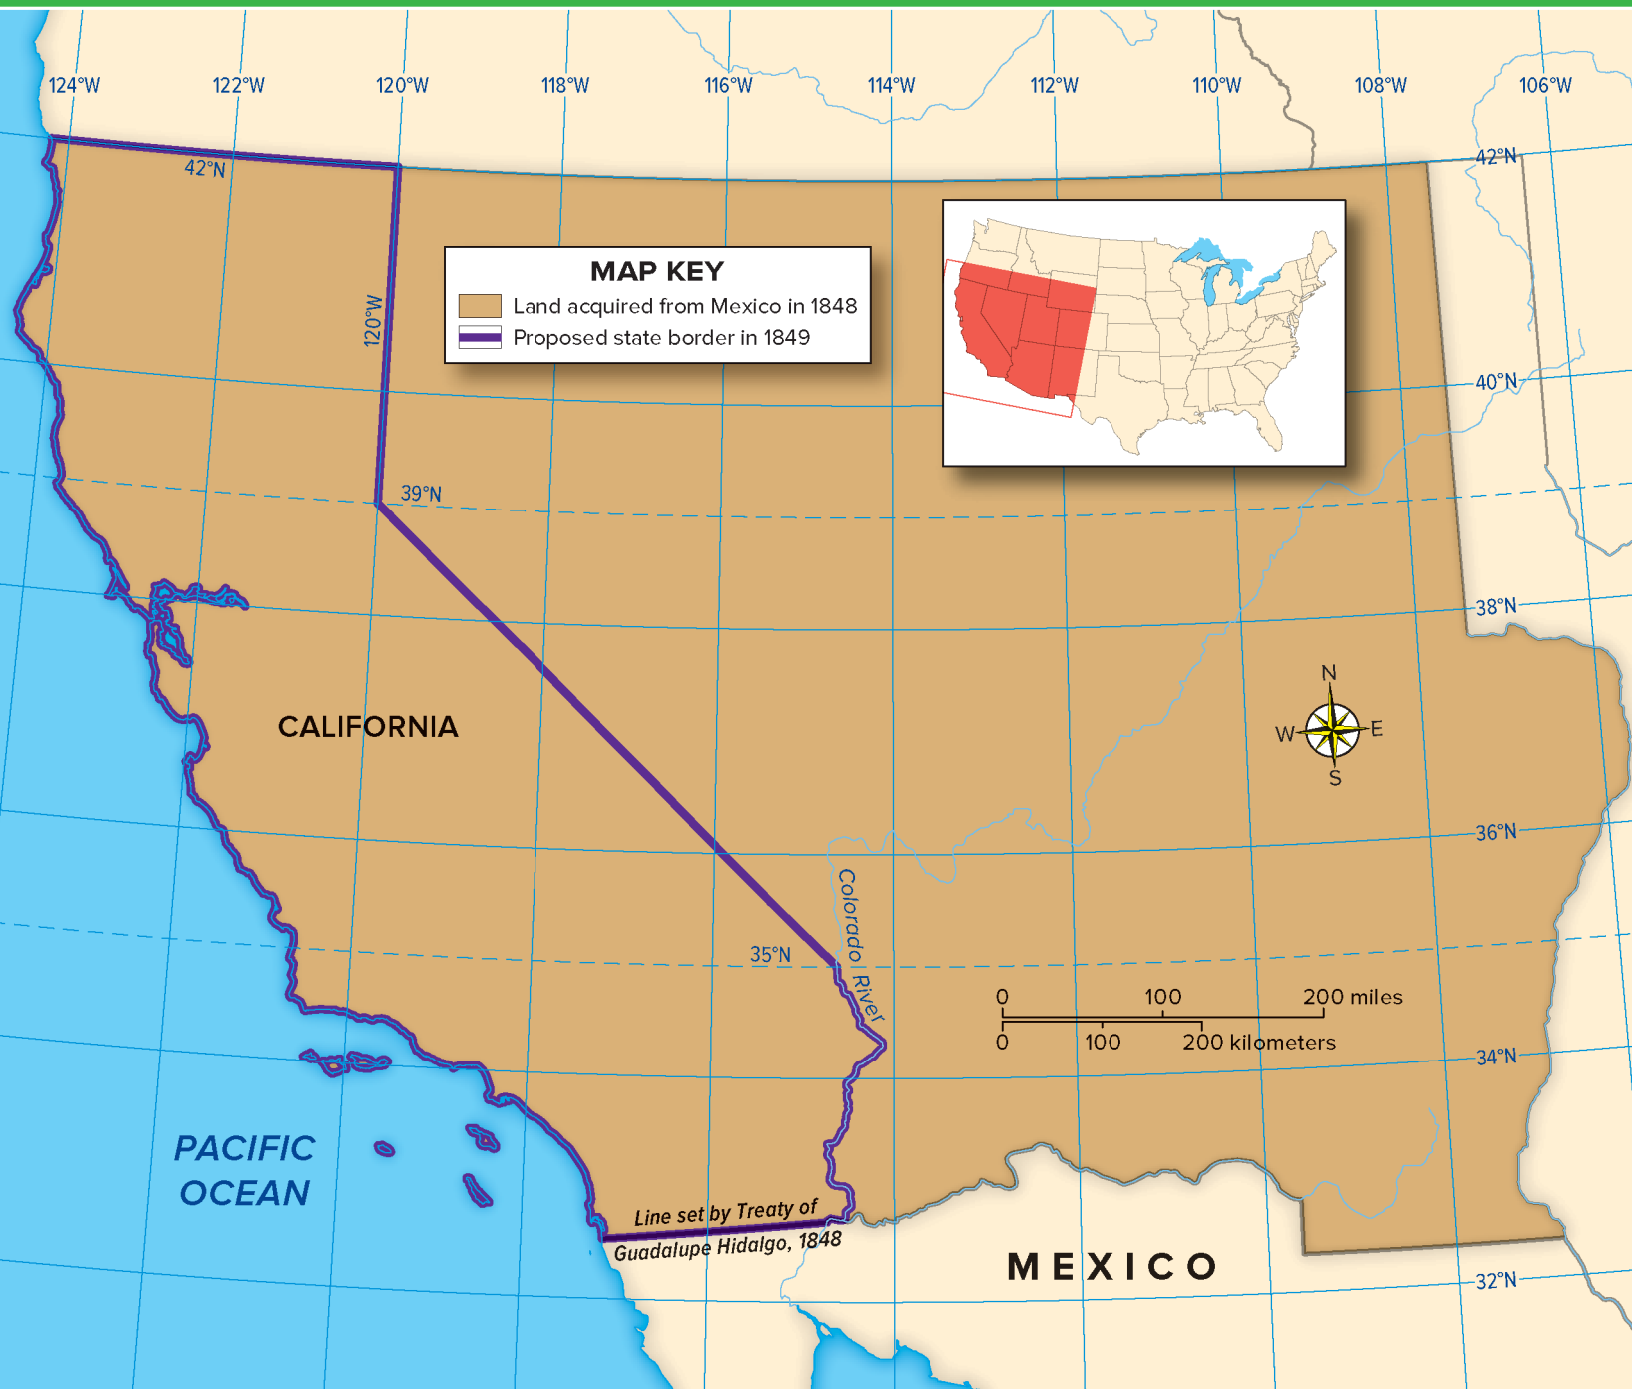 124°W 122°W 120°W 118°W 116°W 114°W 112°W 110°W 108°W 106°W
42°N
42°N
MAP KEY
Land acquired from Mexico in 1848
Proposed state border in 1849
120°W
40°N
39°N
38°N
N
W E
S
CALIFORNIA
36°N
Colorado River
35°N
0 100 200 miles
0 100 200 kilometers
34°N
PACIFIC
OCEAN
Line set by Treaty of
Guadalupe Hidalgo, 1848
MEXICO
32°N